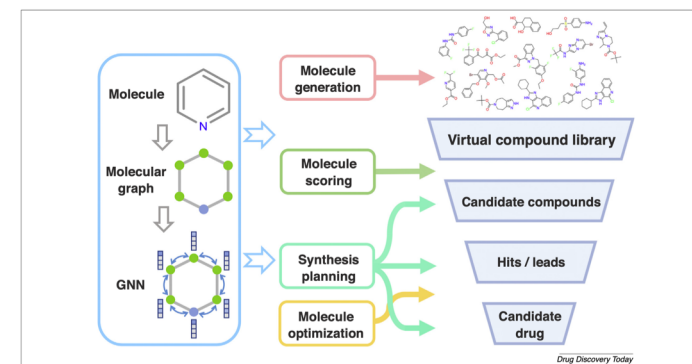 Molecule
N
Molecular
graph
GNN
Molecule
generation
Molecule
scoring
Synthesis
planning
Molecule
optimization
Virtual compound library
Candidate compounds
Hits / leads
Candidate
drug
Drug Discovery Today